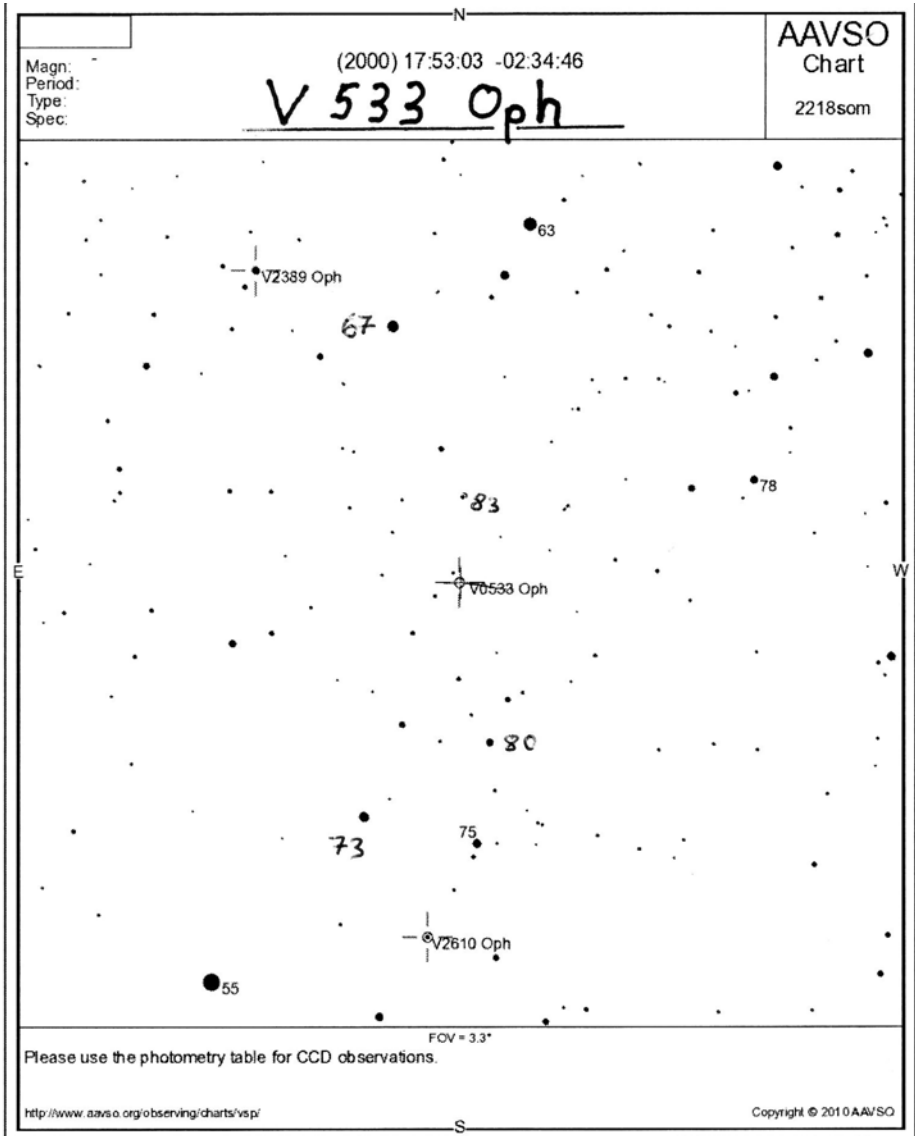 N
AAVSO
Chart
2218som
(2000) 17:53:03 -02:34:46
V 533 Oph
Magn: -
Period:
Type:
Spec:
63
V2389 Oph
67
78
83
E
V0533 Oph
W
80
73
75
V2610 Oph
55
FOV = 3.3°
Please use the photometry table for CCD observations.
http://www.aavso.org/observing/charts/vsp/
Copyright © 2010 AAVSO
S